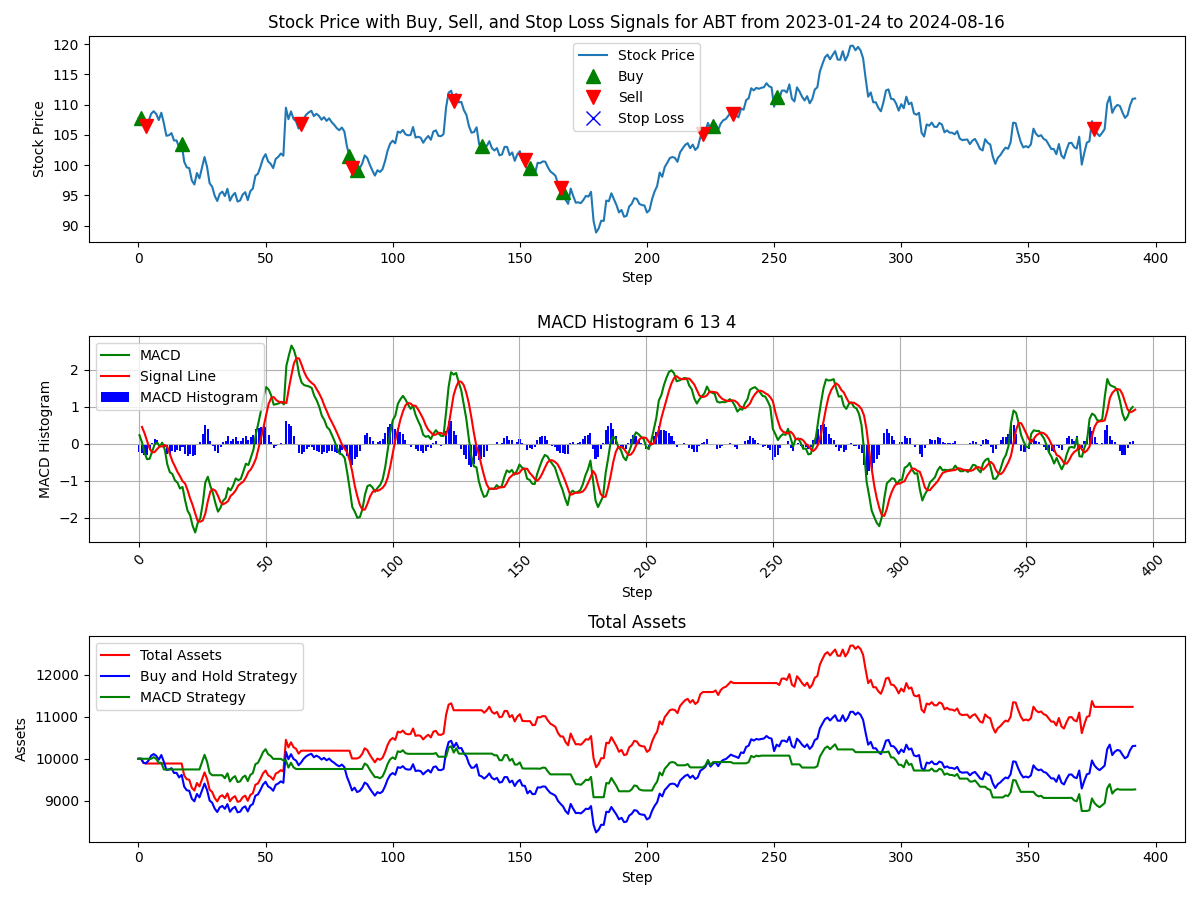 Stock Price with Buy, Sell, and Stop Loss Signals for ABT from 2023-01-24 to 2024-08-16
120
115
110
105
100
95
90
Stock Price
Stock Price
Buy
Sell
Stop Loss
0 50 100 150 200 250 300 350 400
Step
MACD Histogram 6 13 4
2
1
0
−1
−2
MACD Histogram
MACD
Signal Line
MACD Histogram
0 50 100 150 200 250 300 350 400
Step
Total Assets
12000
11000
10000
9000
Assets
Total Assets
Buy and Hold Strategy
MACD Strategy
0 50 100 150 200 250 300 350 400
Step